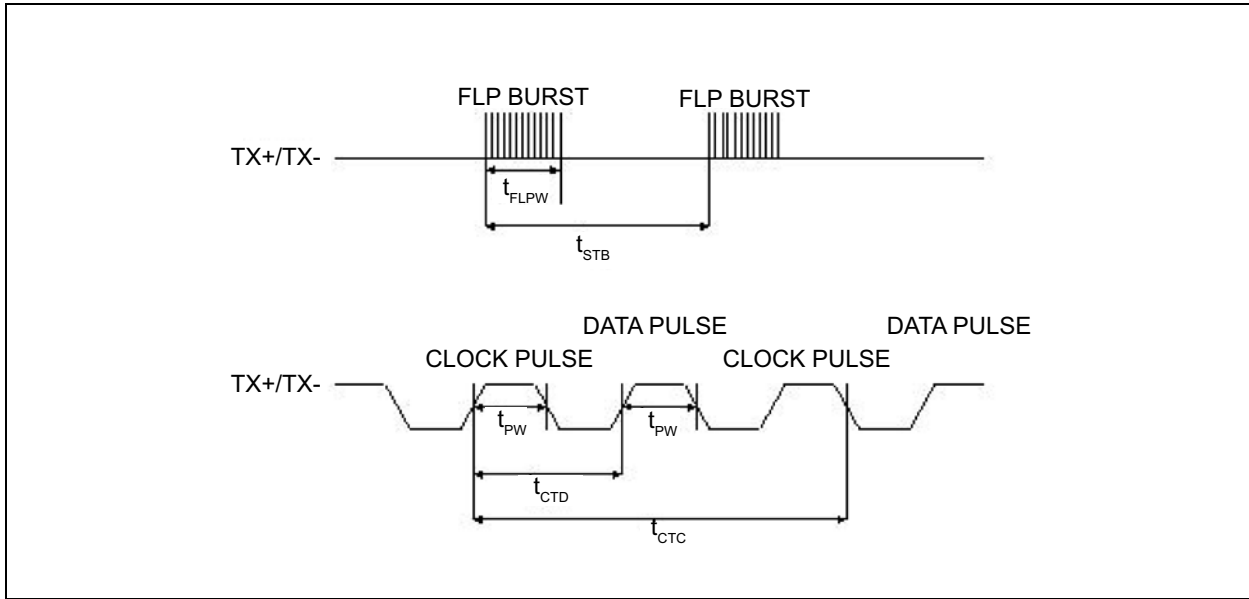 FLP BURST FLP BURST
TX+/TX-
tFLPW
tSTB
DATA PULSE DATA PULSE
CLOCK PULSE CLOCK PULSE
TX+/TX-
tPW tPW
tCTD
tCTC